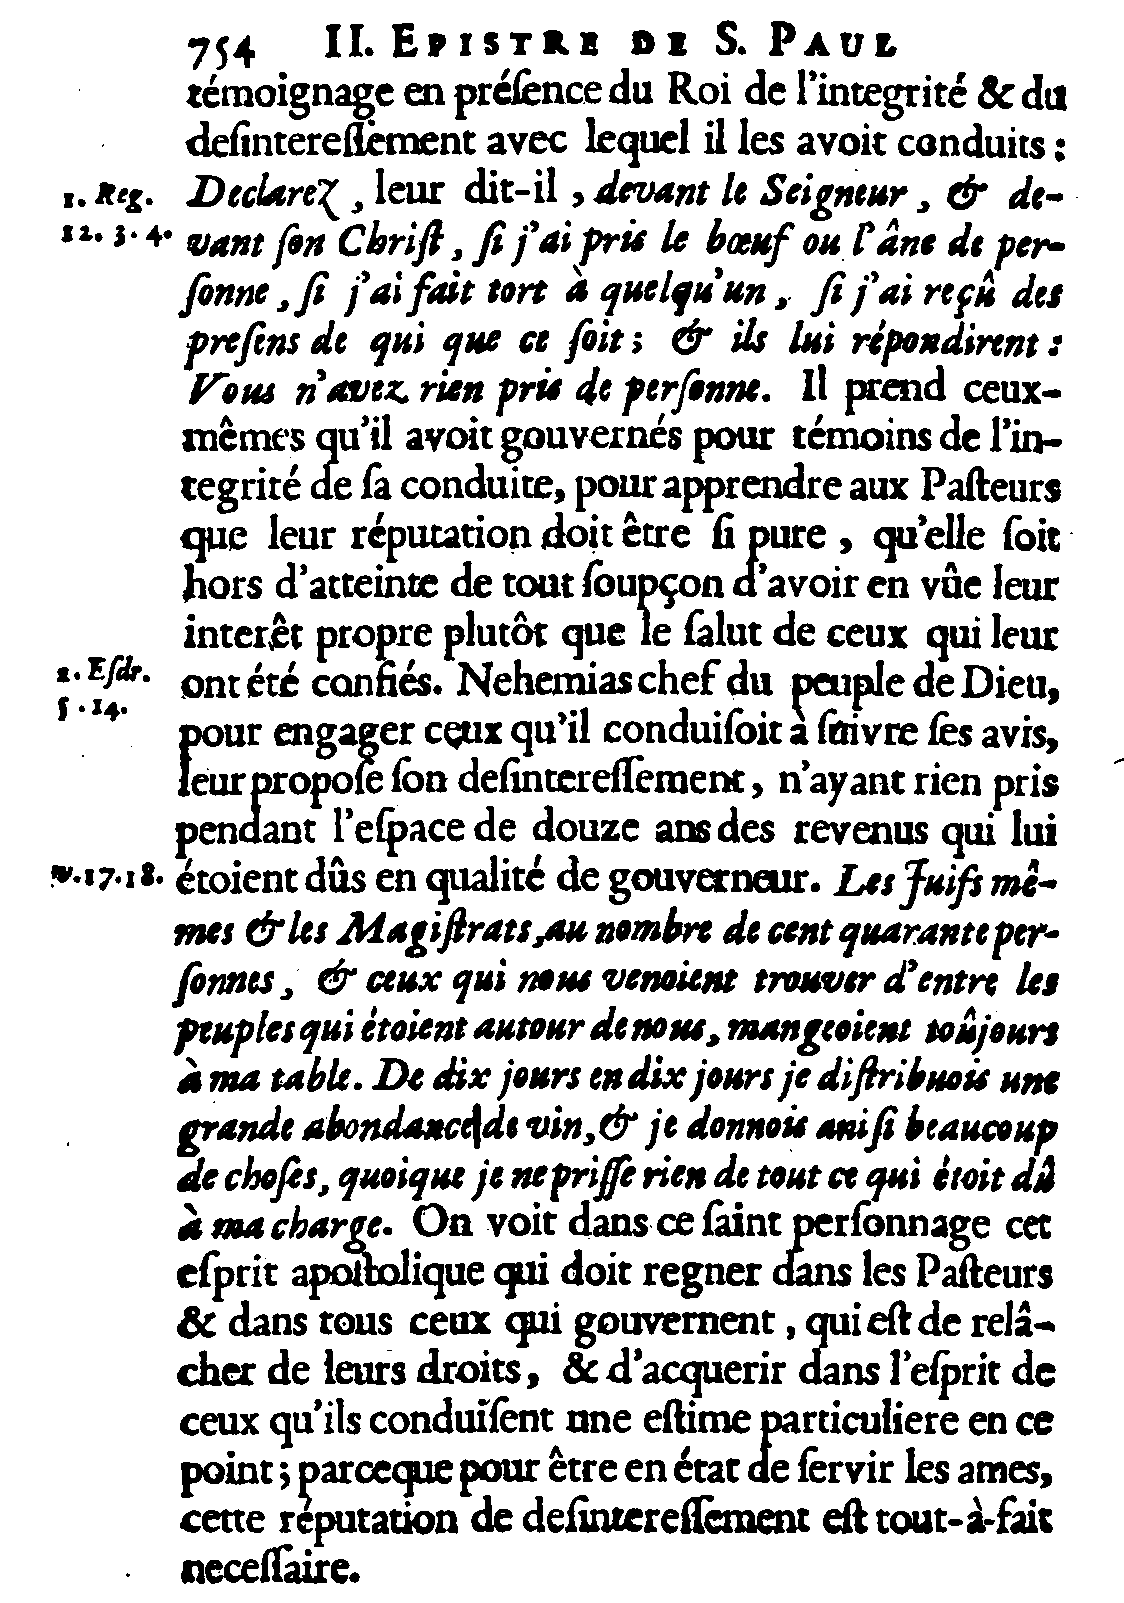 754 II. EPISTRE DE S. PAUL
témoignage en préſence du Roi de l'integrité & du
deſintereſſement avec lequel il les avoit conduits :
1. Reg. Declarez, leur dit-il, devant le Seigneur, & de-
12. 3. 4. vant ſon Chriſt, ſi j'ai pris le bœuf ou l'âne de per-
ſonne, ſi j'ai fait tort à quelqu'un, ſi j'ai reçû des
preſens de qui que ce ſoit; & ils lui répondirent :
Vous n'avez rien pris de perſonne. Il prend ceux-
mêmes qu'il avoit gouvernés pour témoins de l'in-
tegrité de ſa conduite, pour apprendre aux Paſteurs
que leur réputation doit être ſi pure, qu'elle ſoit
hors d'atteinte de tout ſoupçon d'avoir en vûe leur
interêt propre plutôt que le ſalut de ceux qui leur
2. Eſdr. ont été confiés. Nehemias chef du peuple de Dieu,
5. 14. pour engager ceux qu'il conduiſoit à ſuivre ſes avis,
leur propoſe ſon deſintereſſement, n'ayant rien pris
pendant l'eſpace de douze ans des revenus qui lui
v. 17. 18. étoient dûs en qualité de gouverneur. Les Juifs mê-
mes & les Magiſtrats, au nombre de cent quarante per-
ſonnes, & ceux qui nous venoient trouver d'entre les
peuples qui étoient autour de nous, mangeoient toûjours
à ma table. De dix jours en dix jours je diſtribuois une
grande abondance de vin, & je donnois aniſi beaucoup
de choſes, quoique je ne priſſe rien de tout ce qui étoit dû
à ma charge. On voit dans ce ſaint perſonnage cet
eſprit apoſtolique qui doit regner dans les Paſteurs
& dans tous ceux qui gouvernent, qui eſt de relâ-
cher de leurs droits, & d'acquerir dans l'eſprit de
ceux qu'ils conduiſent une eſtime particuliere en ce
point; parceque pour être en état de ſervir les ames,
cette réputation de deſintereſſement eſt tout-à-fait
neceſſaire.